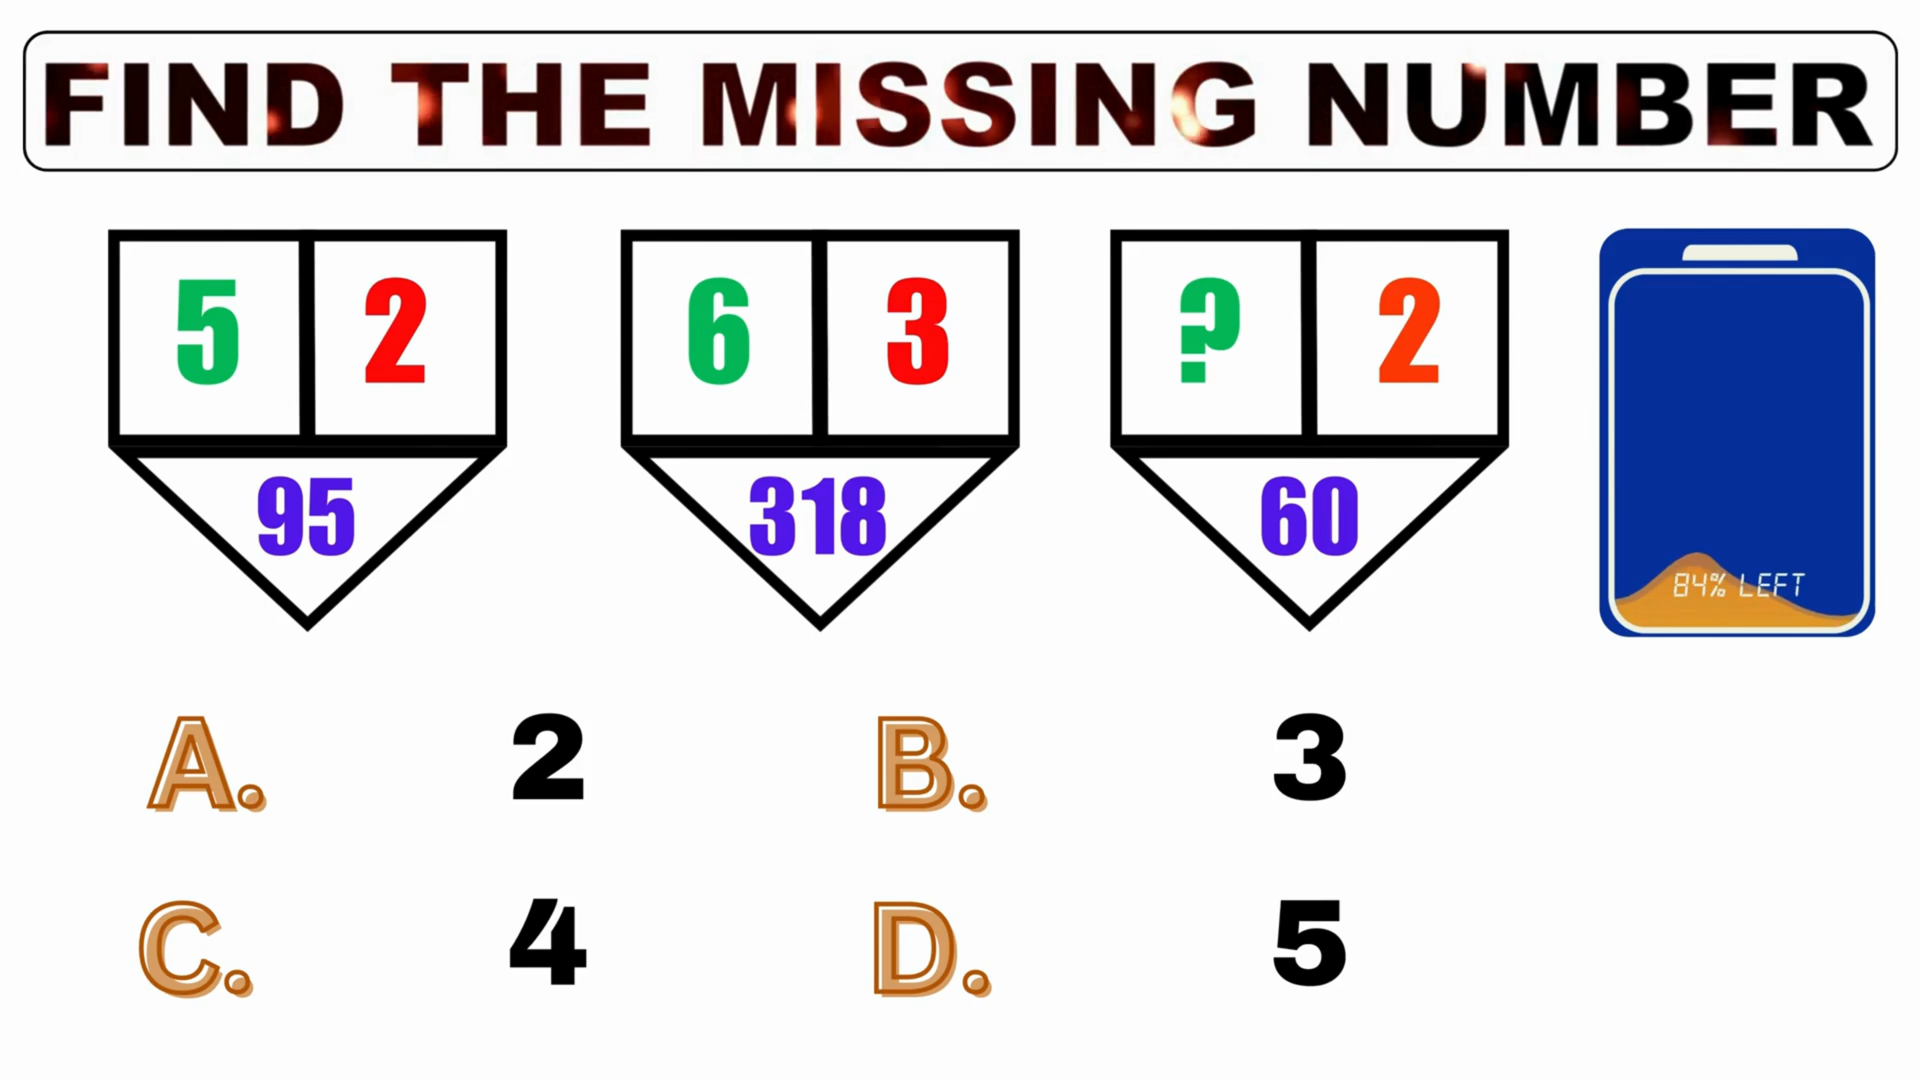 FIND THE MISSING NUMBER
5 2 6 3 ? 2
95 318 60
84% LEFT
A. 2 B. 3
C. 4 D. 5